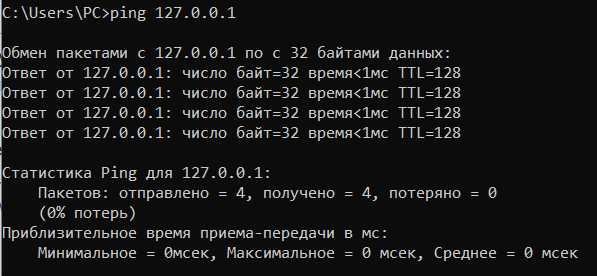 C:\Users\PC>ping 127.0.0.1
Обмен пакетами с 127.0.0.1 по с 32 байтами данных:
Ответ от 127.0.0.1: число байт=32 время<1мс TTL=128
Ответ от 127.0.0.1: число байт=32 время<1мс TTL=128
Ответ от 127.0.0.1: число байт=32 время<1мс TTL=128
Ответ от 127.0.0.1: число байт=32 время<1мс TTL=128
Статистика Ping для 127.0.0.1:
Пакетов: отправлено = 4, получено = 4, потеряно = 0
(0% потерь)
Приблизительное время приема-передачи в мс:
Минимальное = 0мсек, Максимальное = 0 мсек, Среднее = 0 мсек